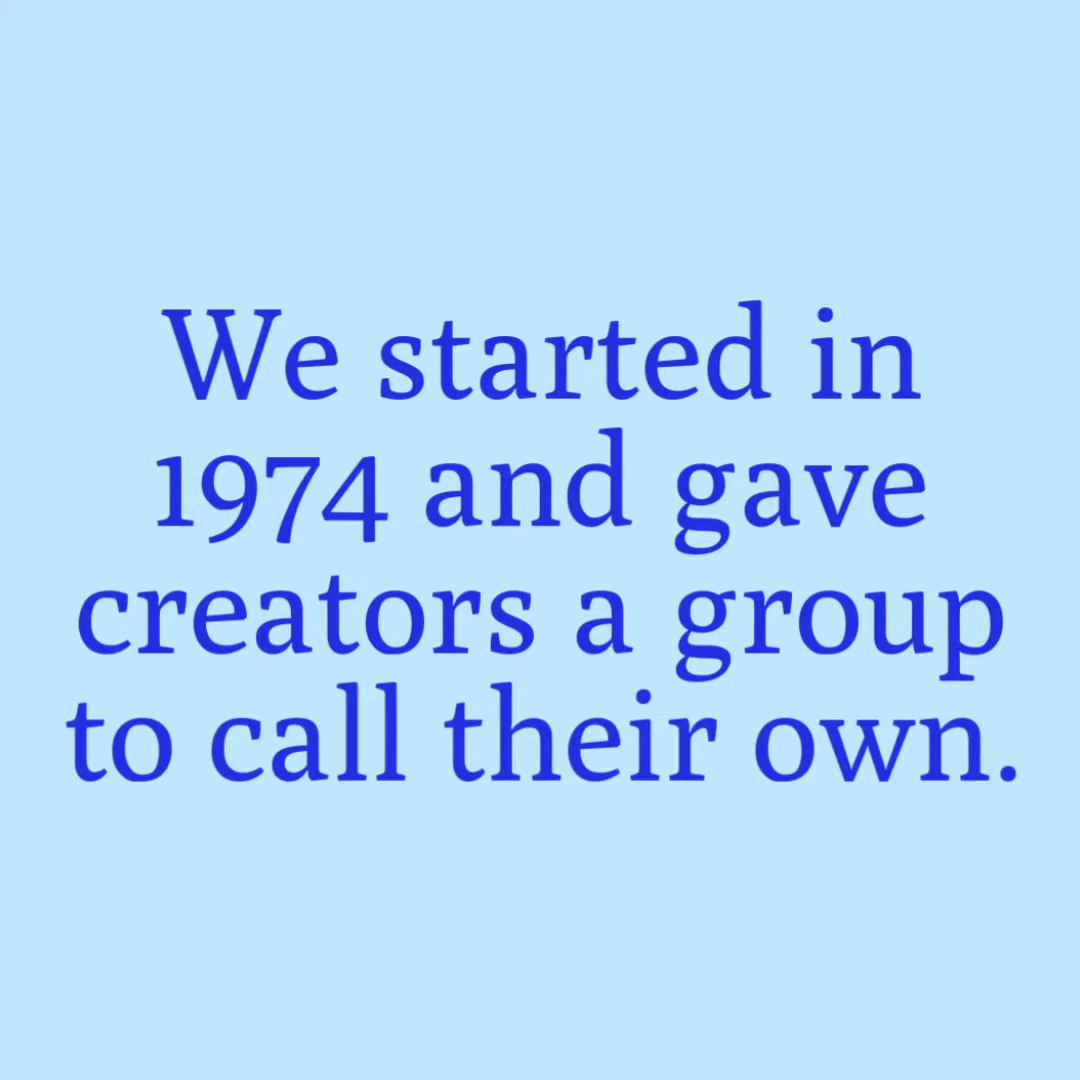 We started in
1974 and gave
creators a group
to call their own.